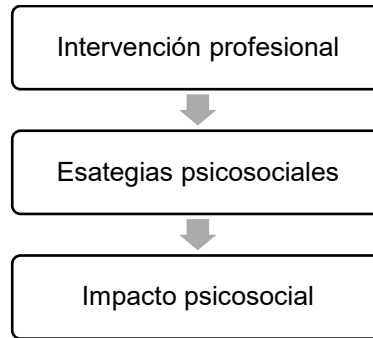 Intervención profesional
Esategias psicosociales
Impacto psicosocial